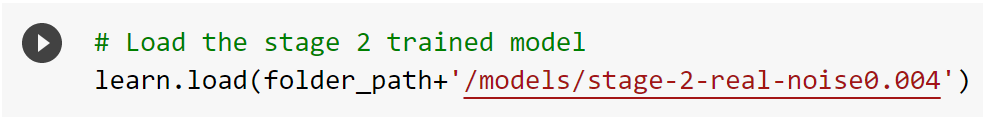 # Load the stage 2 trained model
learn.load(folder_path+'/models/stage-2-real-noise0.004')